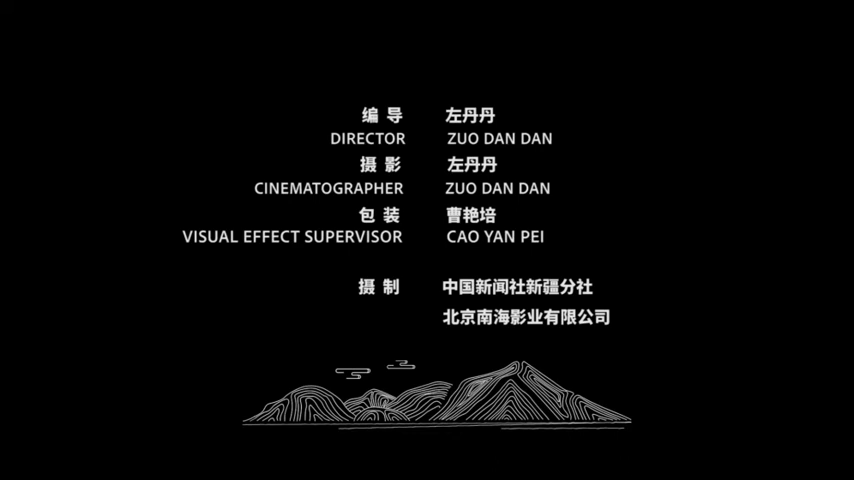 编 导 左丹丹
DIRECTOR ZUO DAN DAN
摄 影 左丹丹
CINEMATOGRAPHER ZUO DAN DAN
包 装 曹艳培
VISUAL EFFECT SUPERVISOR CAO YAN PEI
摄 制 中国新闻社新疆分社
北京南海影业有限公司